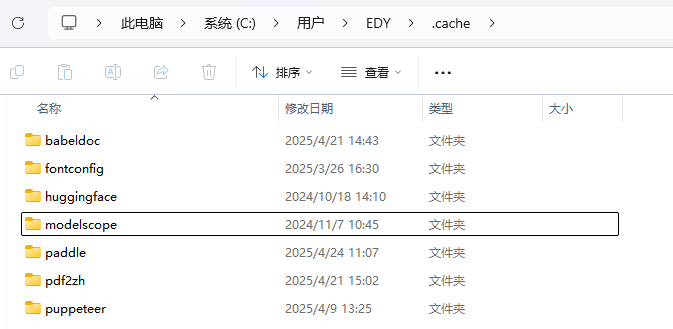 此电脑 > 系统 (C:) > 用户 > EDY > .cache >
排序 查看 ...
名称 修改日期 类型 大小
babeldoc 2025/4/21 14:43 文件夹
fontconfig 2025/3/26 16:30 文件夹
huggingface 2024/10/18 14:10 文件夹
modelscope 2024/11/7 10:45 文件夹
paddle 2025/4/24 11:07 文件夹
pdf2zh 2025/4/21 15:02 文件夹
puppeteer 2025/4/9 13:25 文件夹